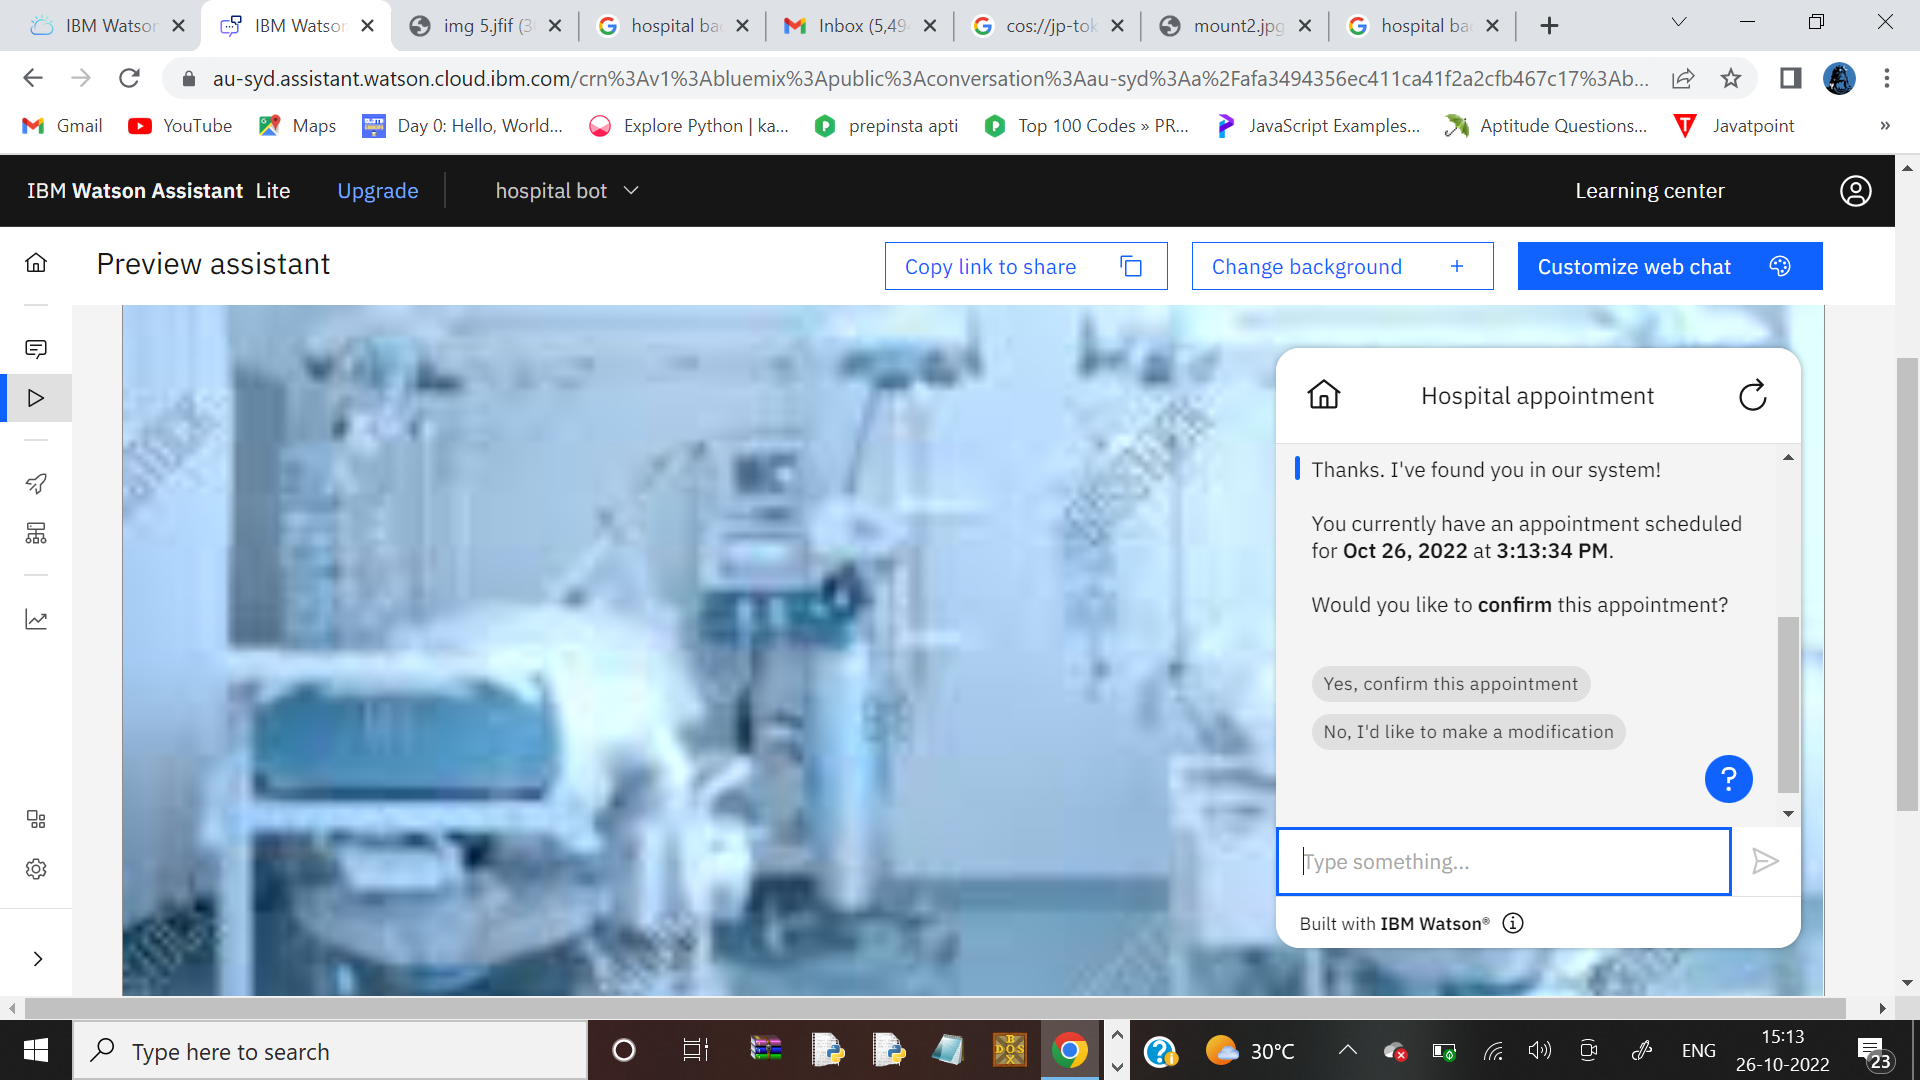 IBM Watson
IBM Watson
img 5.jfif (3
hospital ba
Inbox (5,49
cos://jp-tok
mount2.jpg
hospital ba
au-syd.assistant.watson.cloud.ibm.com/crn%3Av1%3Abluemix%3Apublic%3Aconversation%3Aau-syd%3Aa%2Fafa3494356ec411ca41f2a2cfb467c17%3Ab...
Gmail
YouTube
Maps
Day 0: Hello, World...
Explore Python | ka...
prepinsta apti
Top 100 Codes » PR...
JavaScript Examples...
Aptitude Questions...
Javatpoint
»
IBM Watson Assistant Lite
Upgrade
hospital bot
Learning center
Preview assistant
Copy link to share
Change background +
Customize web chat
Hospital appointment
Thanks. I've found you in our system!
You currently have an appointment scheduled
for Oct 26, 2022 at 3:13:34 PM.
Would you like to confirm this appointment?
Yes, confirm this appointment
No, I'd like to make a modification
?
Type something...
Built with IBM Watson®
Type here to search
30°C
ENG
15:13
26-10-2022
23